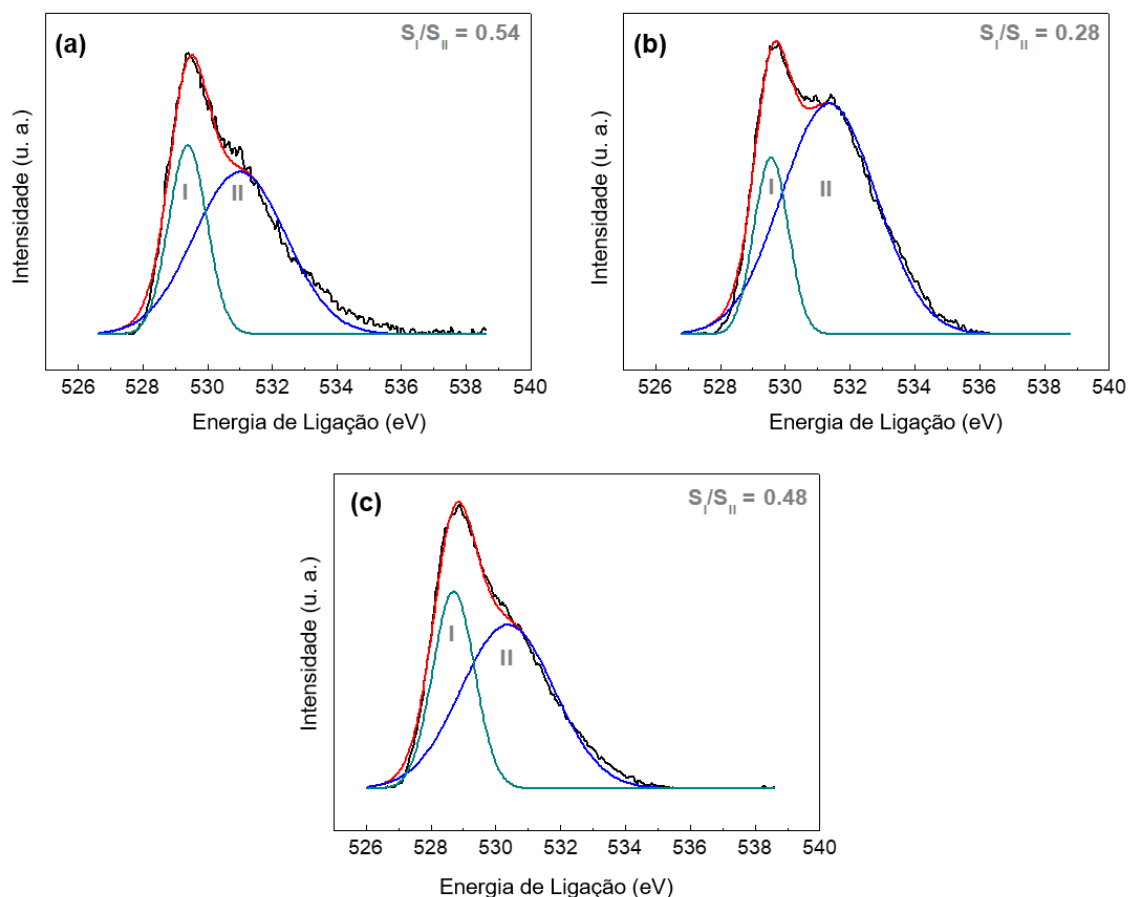 (a)
S_I/S_II = 0.54
Intensidade (u. a.)
I
II
526 528 530 532 534 536 538 540
Energia de Ligação (eV)
(b)
S_I/S_II = 0.28
Intensidade (u. a.)
I
II
526 528 530 532 534 536 538 540
Energia de Ligação (eV)
(c)
S_I/S_II = 0.48
Intensidade (u. a.)
I
II
526 528 530 532 534 536 538 540
Energia de Ligação (eV)